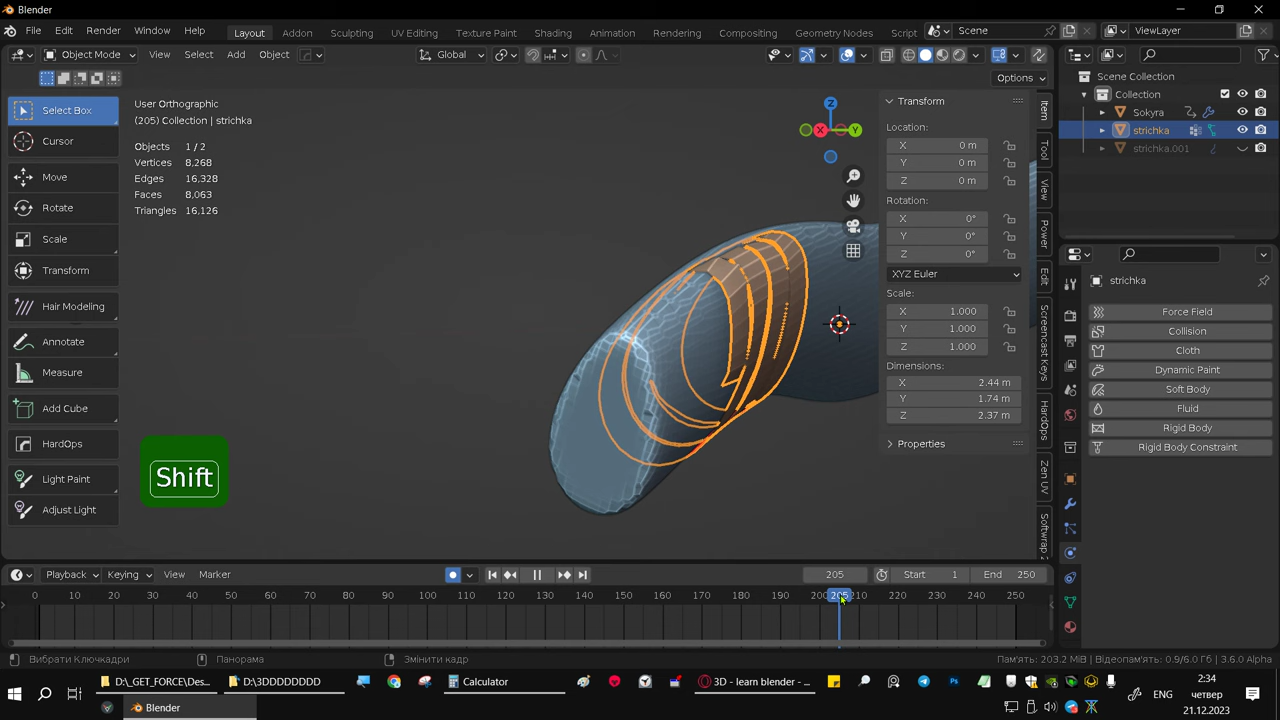 Blender
File Edit Render Window Help Layout Addon Sculpting UV Editing Texture Paint Shading Animation Rendering Compositing Geometry Nodes Script Scene ViewLayer
Object Mode View Select Add Object Global
Options
Select Box
Cursor
Move
Rotate
Scale
Transform
Hair Modeling
Annotate
Measure
Add Cube
HardOps
Light Paint
Adjust Light
User Orthographic
(205) Collection | strichka
Objects 1 / 2
Vertices 8,268
Edges 16,328
Faces 8,063
Triangles 16,126
Shift
Z
X
Y
Transform
Location:
X 0 m
Y 0 m
Z 0 m
Rotation:
X 0°
Y 0°
Z 0°
XYZ Euler
Scale:
X 1.000
Y 1.000
Z 1.000
Dimensions:
X 2.44 m
Y 1.74 m
Z 2.37 m
Properties
Item
Tool
View
Power
Edit
Screencast Keys
HardOps
Zen UV
Softwrap 2
Scene Collection
Collection
Sokyra
strichka
strichka.001
strichka
Force Field
Collision
Cloth
Dynamic Paint
Soft Body
Fluid
Rigid Body
Rigid Body Constraint
Playback Keying View Marker 205 Start 1 End 250
0 10 20 30 40 50 60 70 80 90 100 110 120 130 140 150 160 170 180 190 200 205 210 220 230 240 250
Вибрати Ключкадри Панорама Змінити кадр Пам'ять: 203.2 MiB | Відеопам'ять: 0.9/6.0 Гб | 3.6.0 Alpha
D:\_GET_FORCE\Des... D:\3DDDDDDDD Calculator 3D - learn blender - ...
Blender
ENG
2:34
четвер
21.12.2023